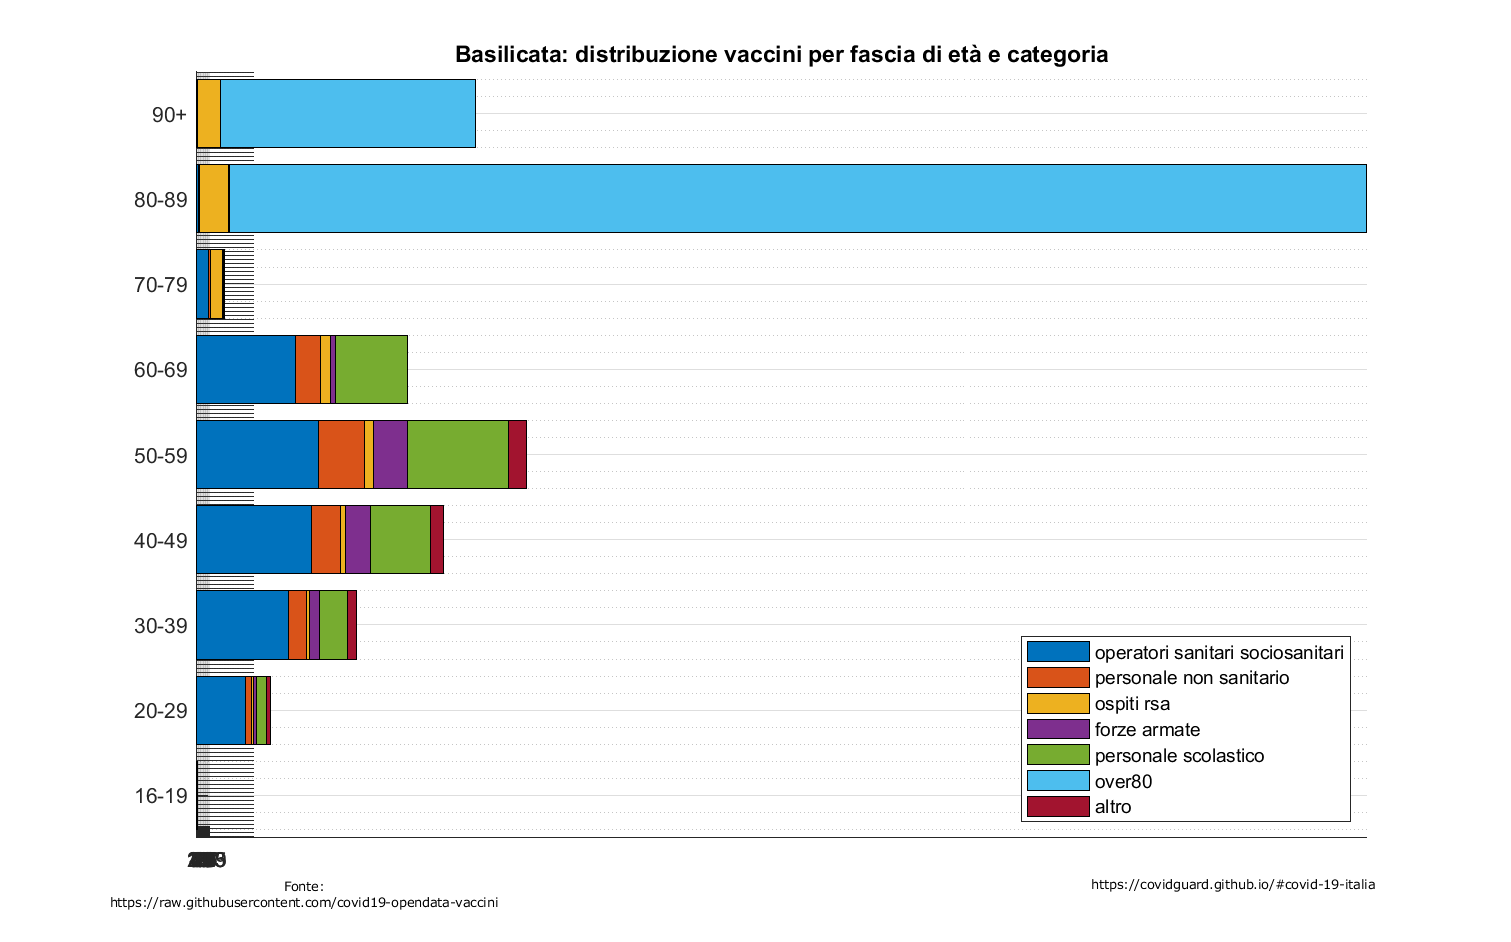 Basilicata: distribuzione vaccini per fascia di età e categoria
90+
80-89
70-79
60-69
50-59
40-49
30-39
20-29
16-19
operatori sanitari sociosanitari
personale non sanitario
ospiti rsa
forze armate
personale scolastico
over80
altro
Fonte:
https://raw.githubusercontent.com/covid19-opendata-vaccini
https://covidguard.github.io/#covid-19-italia